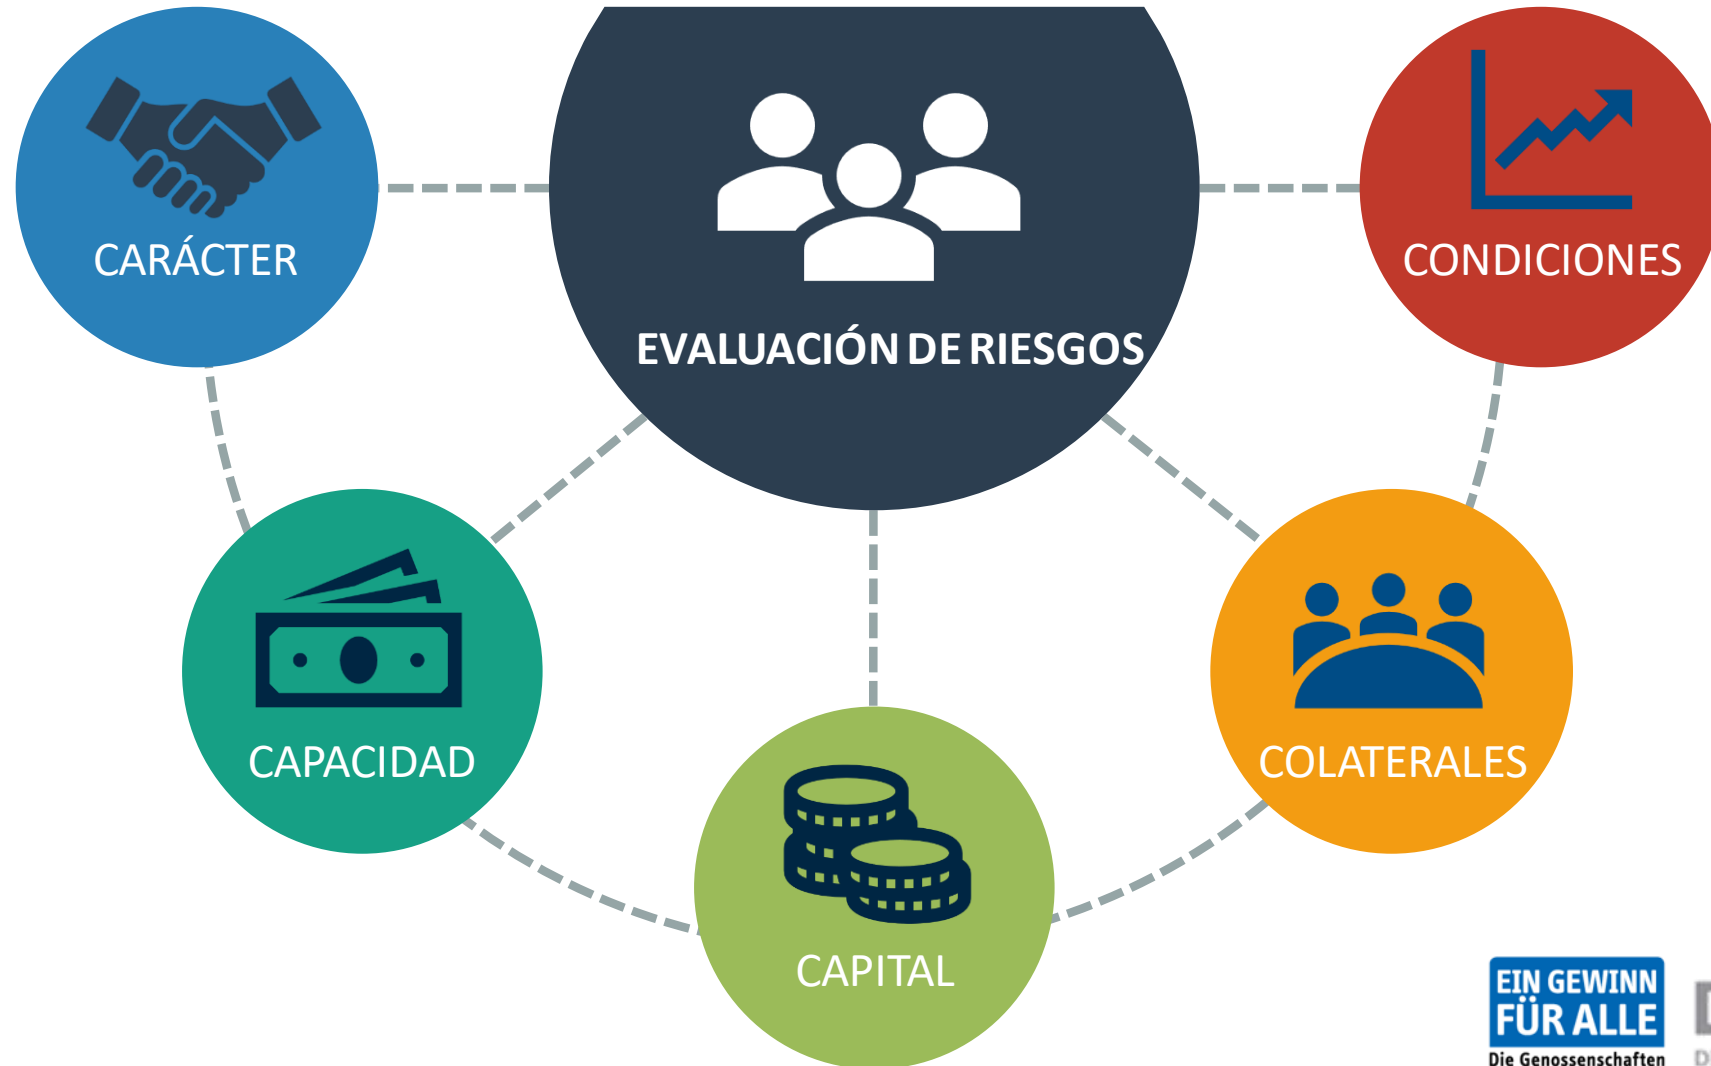 CARÁCTER
EVALUACIÓN DE RIESGOS
CONDICIONES
CAPACIDAD
COLATERALES
CAPITAL
EIN GEWINN
FÜR ALLE
Die Genossenschaften